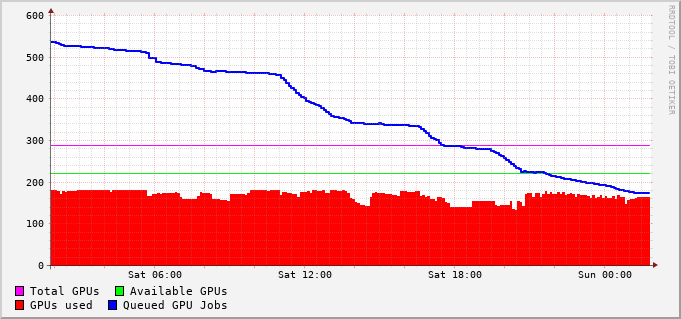 600
500
400
300
200
100
0
Sat 06:00 Sat 12:00 Sat 18:00 Sun 00:00
Total GPUs Available GPUs
GPUs used Queued GPU Jobs
RRDTOOL / TOBI OETIKER